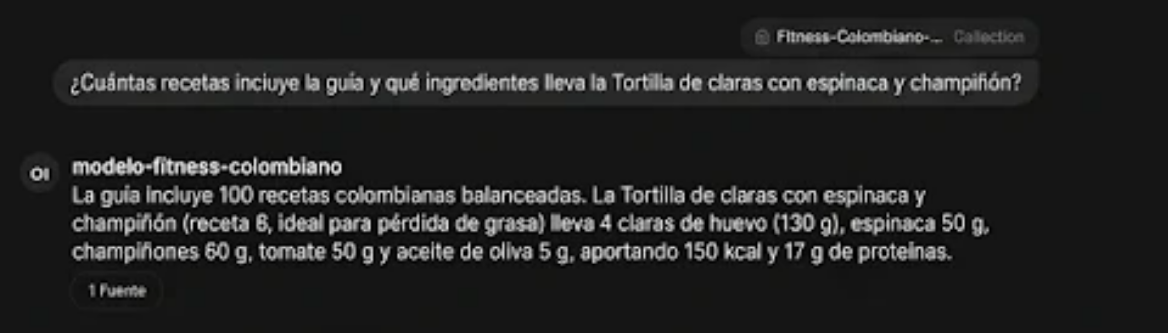 Fitness-Colombiano-... Collection
¿Cuántas recetas incluye la guía y qué ingredientes lleva la Tortilla de claras con espinaca y champiñón?
OI modelo-fitness-colombiano
La guía incluye 100 recetas colombianas balanceadas. La Tortilla de claras con espinaca y
champiñón (receta 6, ideal para pérdida de grasa) lleva 4 claras de huevo (130 g), espinaca 50 g,
champiñones 60 g, tomate 50 g y aceite de oliva 5 g, aportando 150 kcal y 17 g de proteínas.
1 Fuente